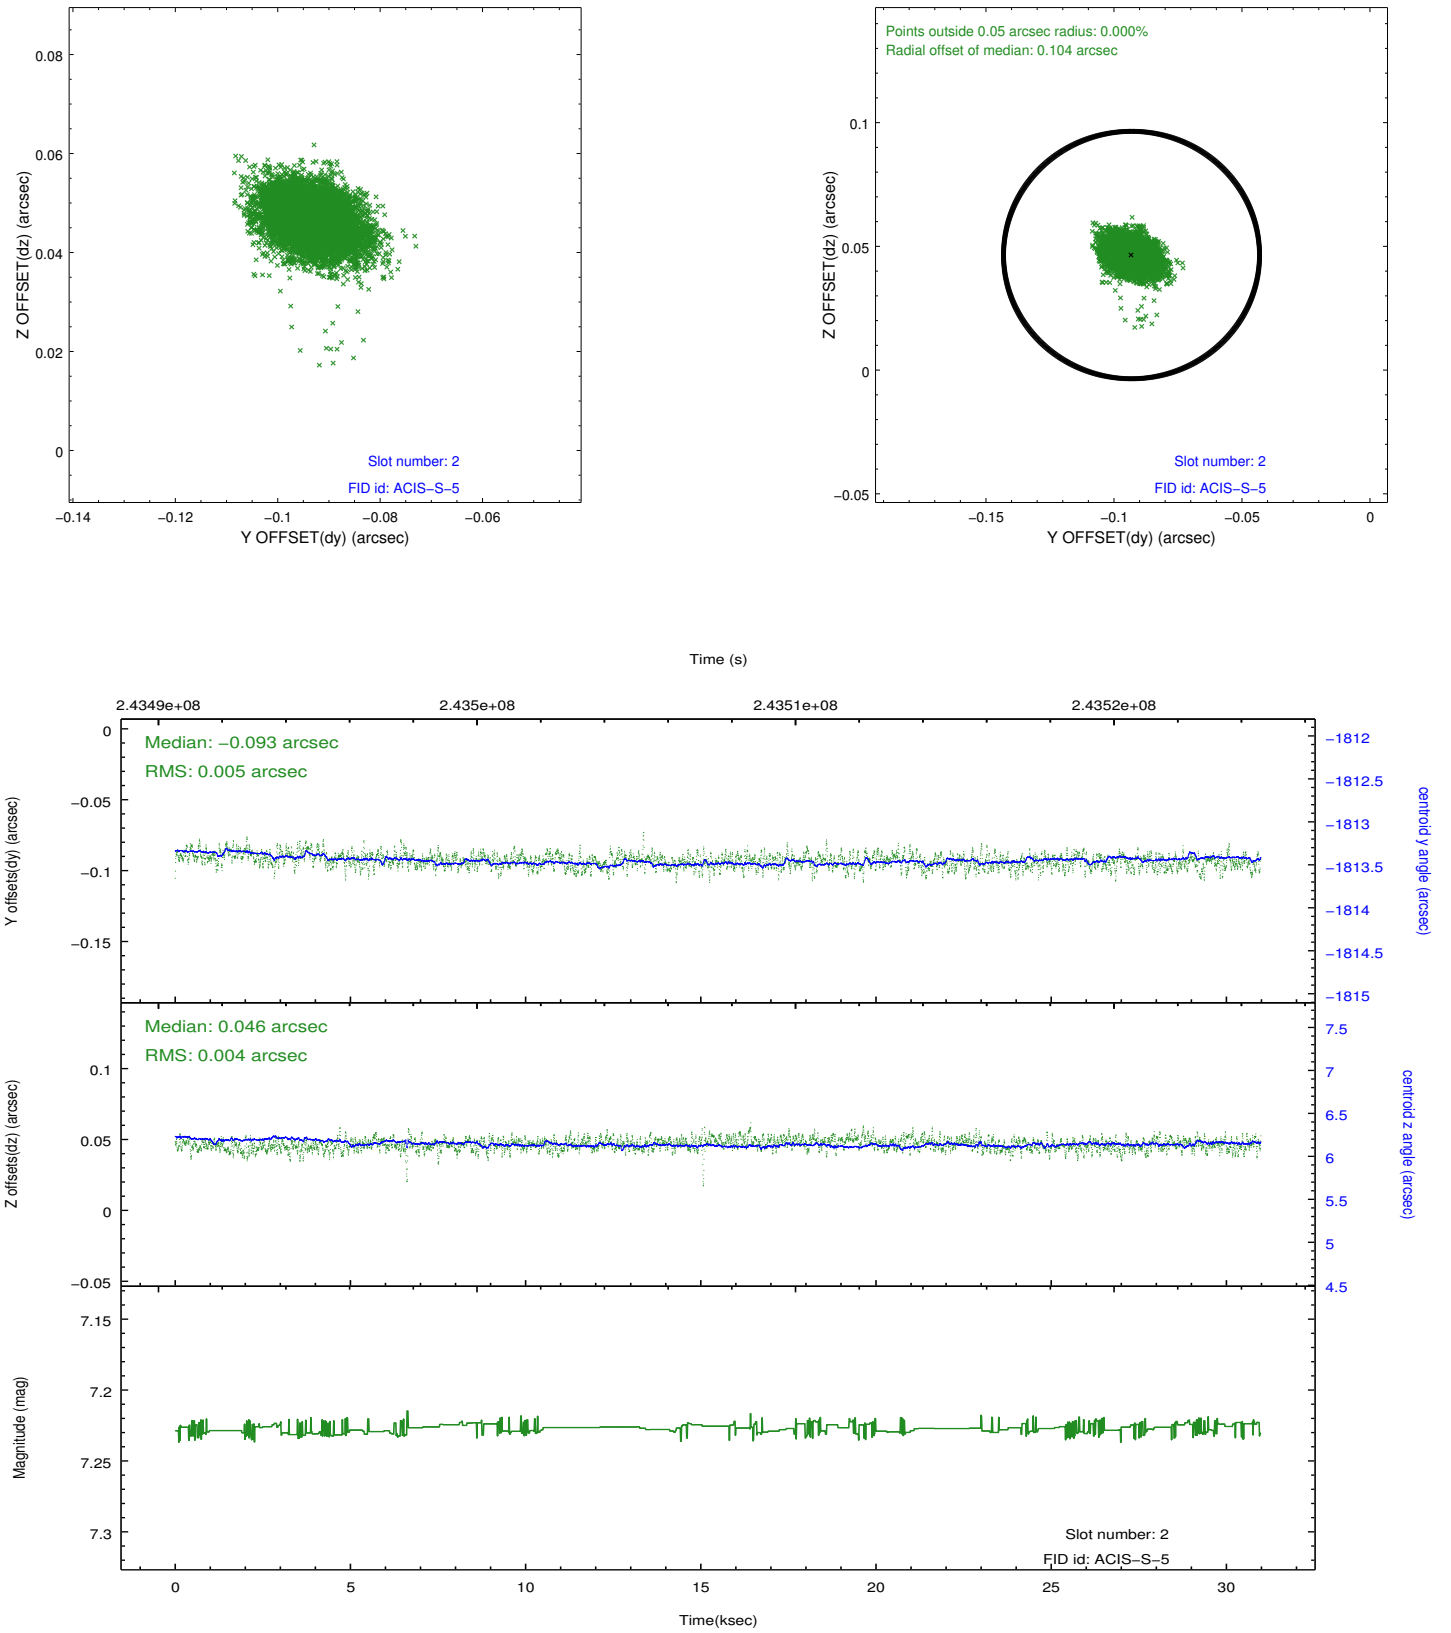 0.08
0.06
0.04
0.02
0
Z OFFSET(dz) (arcsec)
Slot number: 2
FID id: ACIS−S−5
−0.14 −0.12 −0.1 −0.08 −0.06
Y OFFSET(dy) (arcsec)
Points outside 0.05 arcsec radius: 0.000%
Radial offset of median: 0.104 arcsec
0.1
0.05
0
−0.05
Z OFFSET(dz) (arcsec)
Slot number: 2
FID id: ACIS−S−5
−0.15 −0.1 −0.05 0
Y OFFSET(dy) (arcsec)
Time (s)
2.4349e+08 2.435e+08 2.4351e+08 2.4352e+08
Median: −0.093 arcsec
RMS: 0.005 arcsec
0
−0.05
−0.1
−0.15
Y offsets(dy) (arcsec)
−1812
−1812.5
−1813
−1813.5
−1814
−1814.5
−1815
centroid y angle (arcsec)
Median: 0.046 arcsec
RMS: 0.004 arcsec
0.1
0.05
0
−0.05
Z offsets(dz) (arcsec)
7.5
7
6.5
6
5.5
5
4.5
centroid z angle (arcsec)
7.15
7.2
7.25
7.3
Magnitude (mag)
Slot number: 2
FID id: ACIS−S−5
0 5 10 15 20 25 30
Time(ksec)